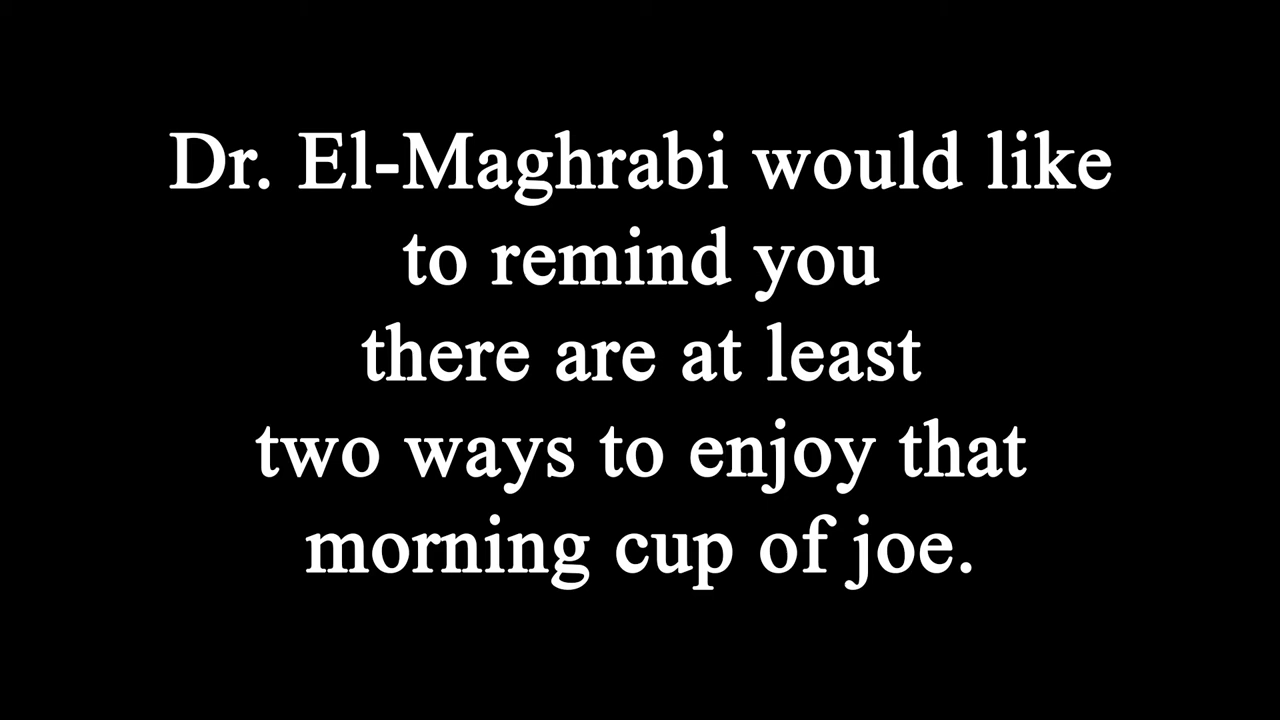 Dr. El-Maghrabi would like
to remind you
there are at least
two ways to enjoy that
morning cup of joe.